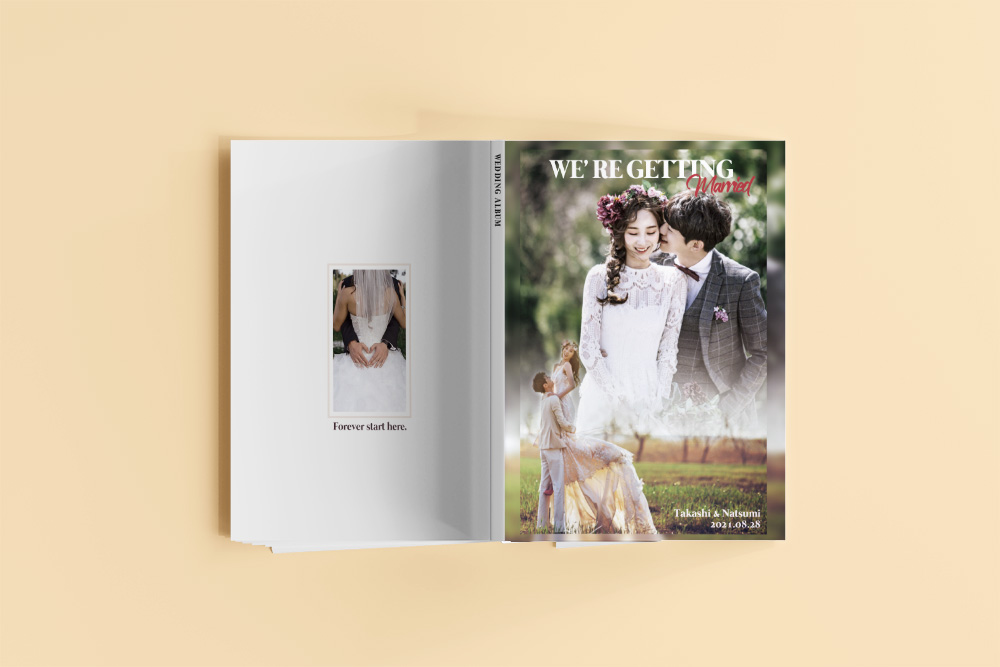 WEDDING ALBUM
WE' RE GETTING
Married
Forever start here.
Takashi & Natsumi
2021.08.28